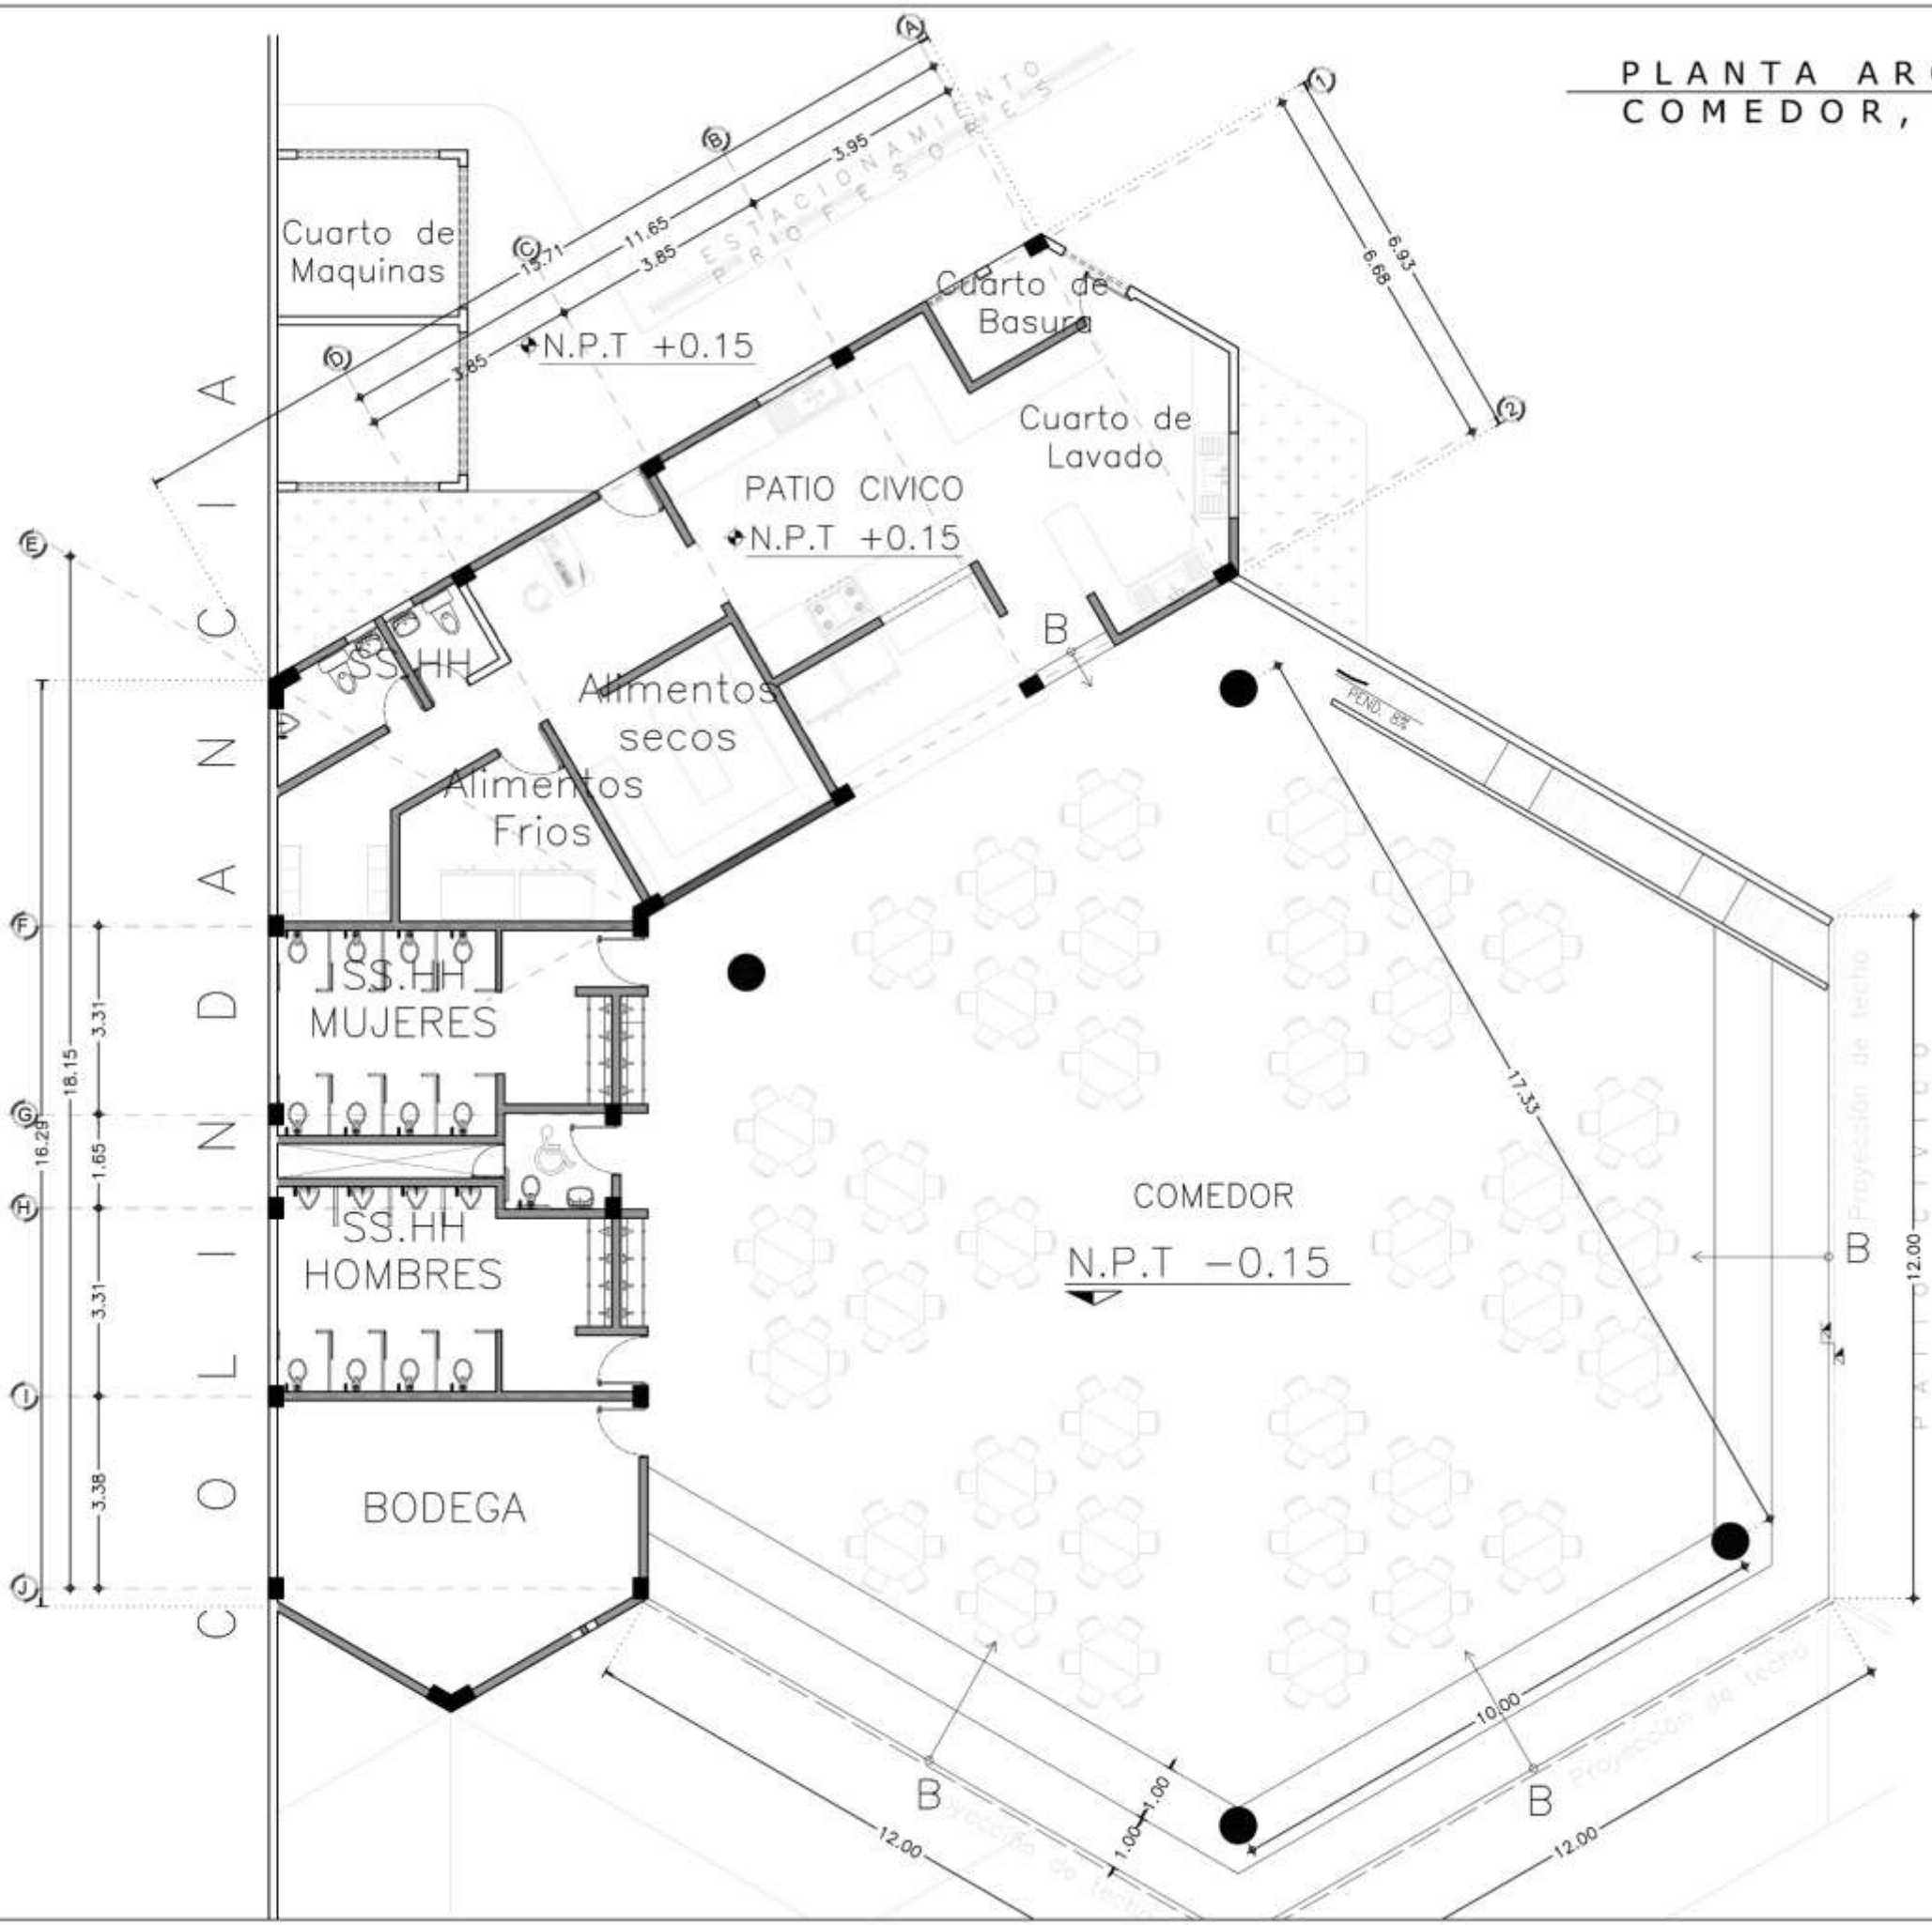 PLANTA ARQ
COMEDOR,
A
B
C
D
E
F
G
H
I
J
1
2
3.95
11.65
15.71
3.85
3.85
6.93
6.68
ESTACIONAMIENTO
PROFESORES
Cuarto de
Maquinas
N.P.T +0.15
Cuarto de
Basura
Cuarto de
Lavado
PATIO CIVICO
N.P.T +0.15
SS.HH
Alimentos
secos
Alimentos
Frios
B
PEND. 8%
COLINDANCIA
SS.HH
MUJERES
SS.HH
HOMBRES
BODEGA
3.31
1.65
3.31
3.38
18.15
16.29
17.33
COMEDOR
N.P.T -0.15
B
Proyección de techo
12.00
PATIO CIVICO
10.00
B
Proyección de techo
12.00
B
Proyección de techo
1.00
1.00
12.00